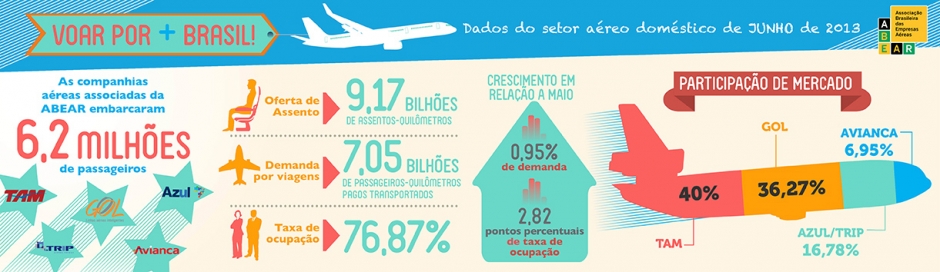 VOAR POR + BRASIL!
Dados do setor aéreo doméstico de JUNHO de 2013
ABEAR
Associação
Brasileira
das
Empresas
Aéreas
As companhias
aéreas associadas da
ABEAR embarcaram
6,2 MILHÕES
de passageiros
TAM
GOL
Azul
TRIP
Avianca
Oferta de
Assento
9,17 BILHÕES
DE ASSENTOS-QUILÔMETROS
Demanda
por viagens
7,05 BILHÕES
DE PASSAGEIROS-QUILÔMETROS
PAGOS TRANSPORTADOS
Taxa de
ocupação
76,87%
CRESCIMENTO EM
RELAÇÃO A MAIO
0,95%
de demanda
2,82
pontos percentuais
de taxa de
ocupação
PARTICIPAÇÃO DE MERCADO
GOL
AVIANCA
6,95%
40%
36,27%
TAM
AZUL/TRIP
16,78%